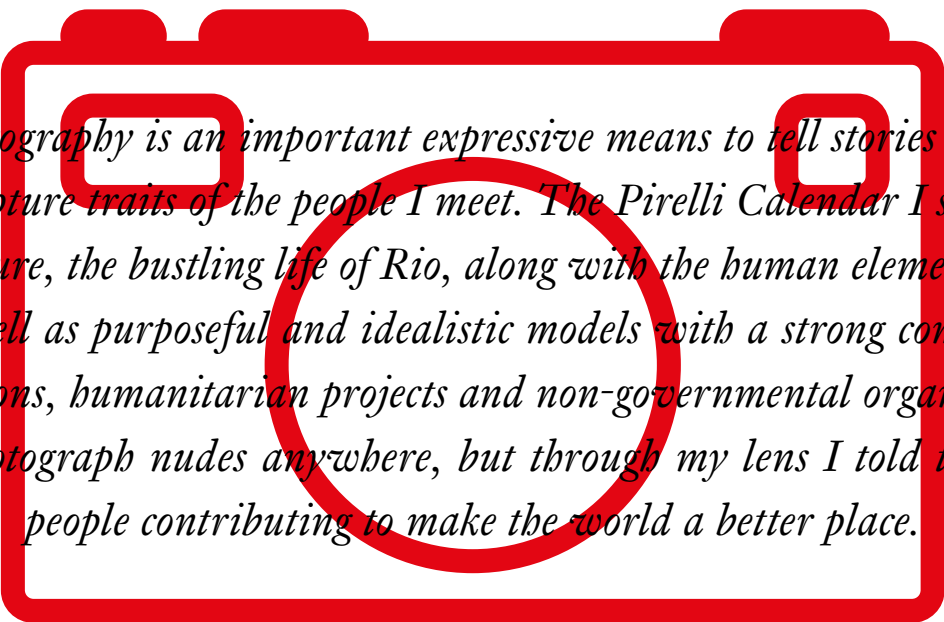 ography is an important expressive means to tell stories
pture traits of the people I meet. The Pirelli Calendar I s
ure, the bustling life of Rio, along with the human eleme
ell as purposeful and idealistic models with a strong con
ons, humanitarian projects and non-governmental organ
otograph nudes anywhere, but through my lens I told t
people contributing to make the world a better place.